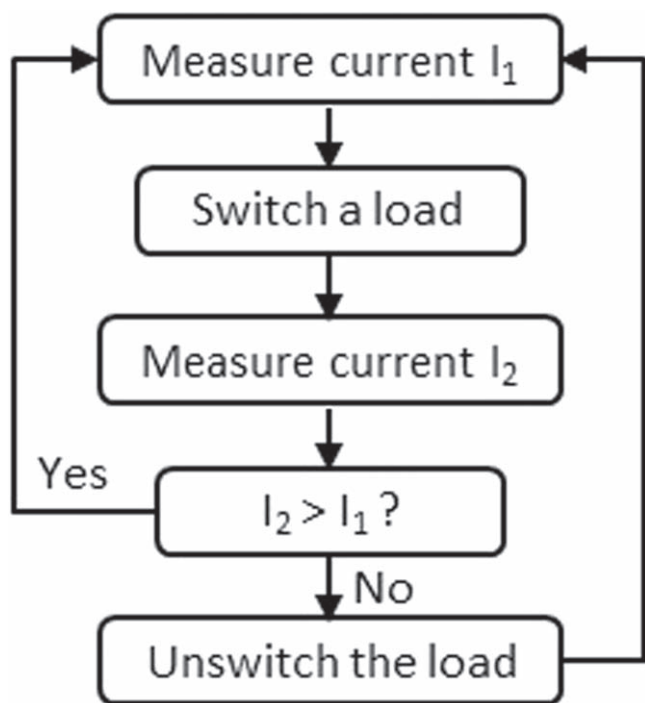 Measure current I₁
Switch a load
Measure current I₂
Yes
I₂ > I₁ ?
No
Unswitch the load